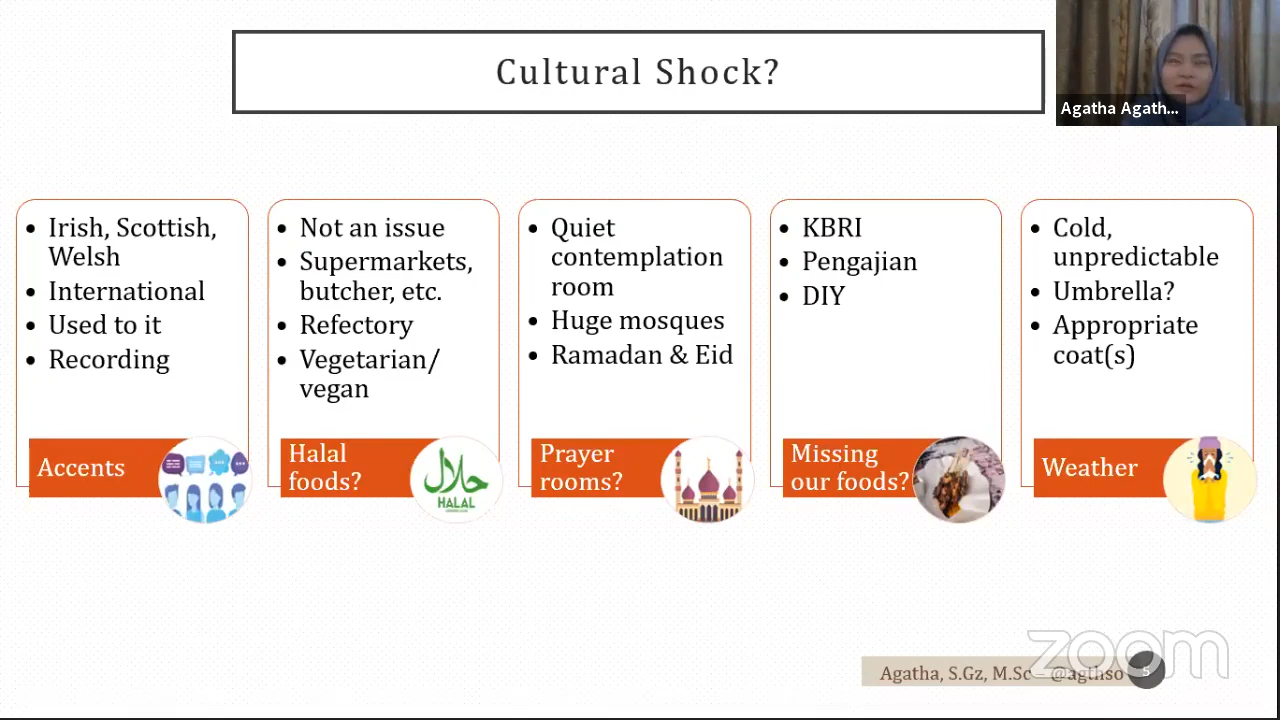 Cultural Shock?
Agatha Agath...
• Irish, Scottish,
Welsh
• International
• Used to it
• Recording
Accents
• Not an issue
• Supermarkets,
butcher, etc.
• Refectory
• Vegetarian/
vegan
Halal
foods?
حلال
HALAL
• Quiet
contemplation
room
• Huge mosques
• Ramadan & Eid
Prayer
rooms?
• KBRI
• Pengajian
• DIY
Missing
our foods?
• Cold,
unpredictable
• Umbrella?
• Appropriate
coat(s)
Weather
zoom
Agatha, S.Gz, M.Sc – @agthso
5